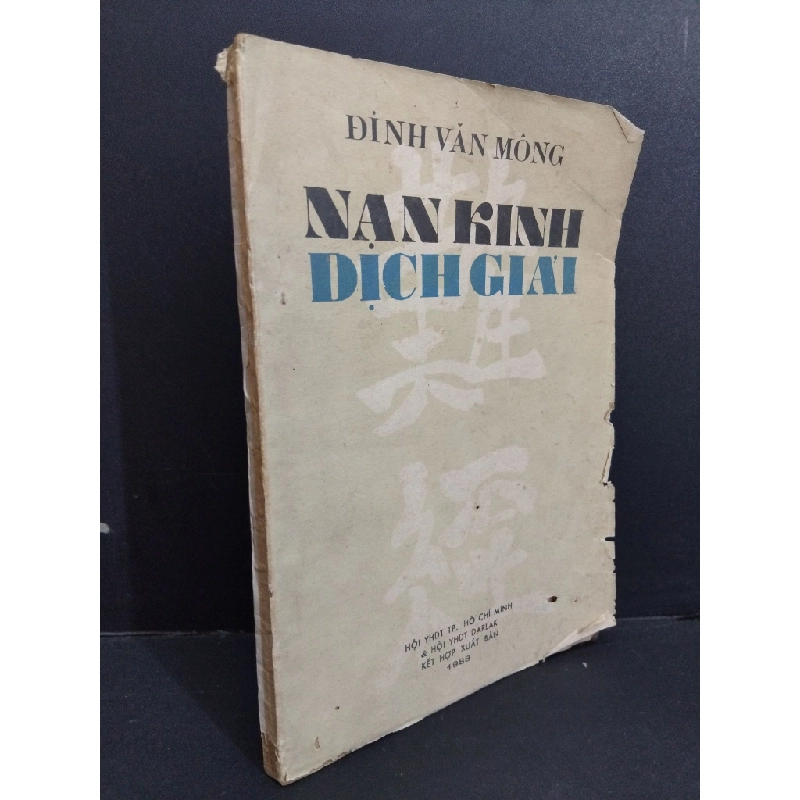 ĐINH VĂN MÔNG
NẠN KINH
DỊCH GIẢI
難
經
HỘI YHDT TP. HỒ CHÍ MINH
& HỘI YHCT DARLAK
KẾT HỢP XUẤT BẢN